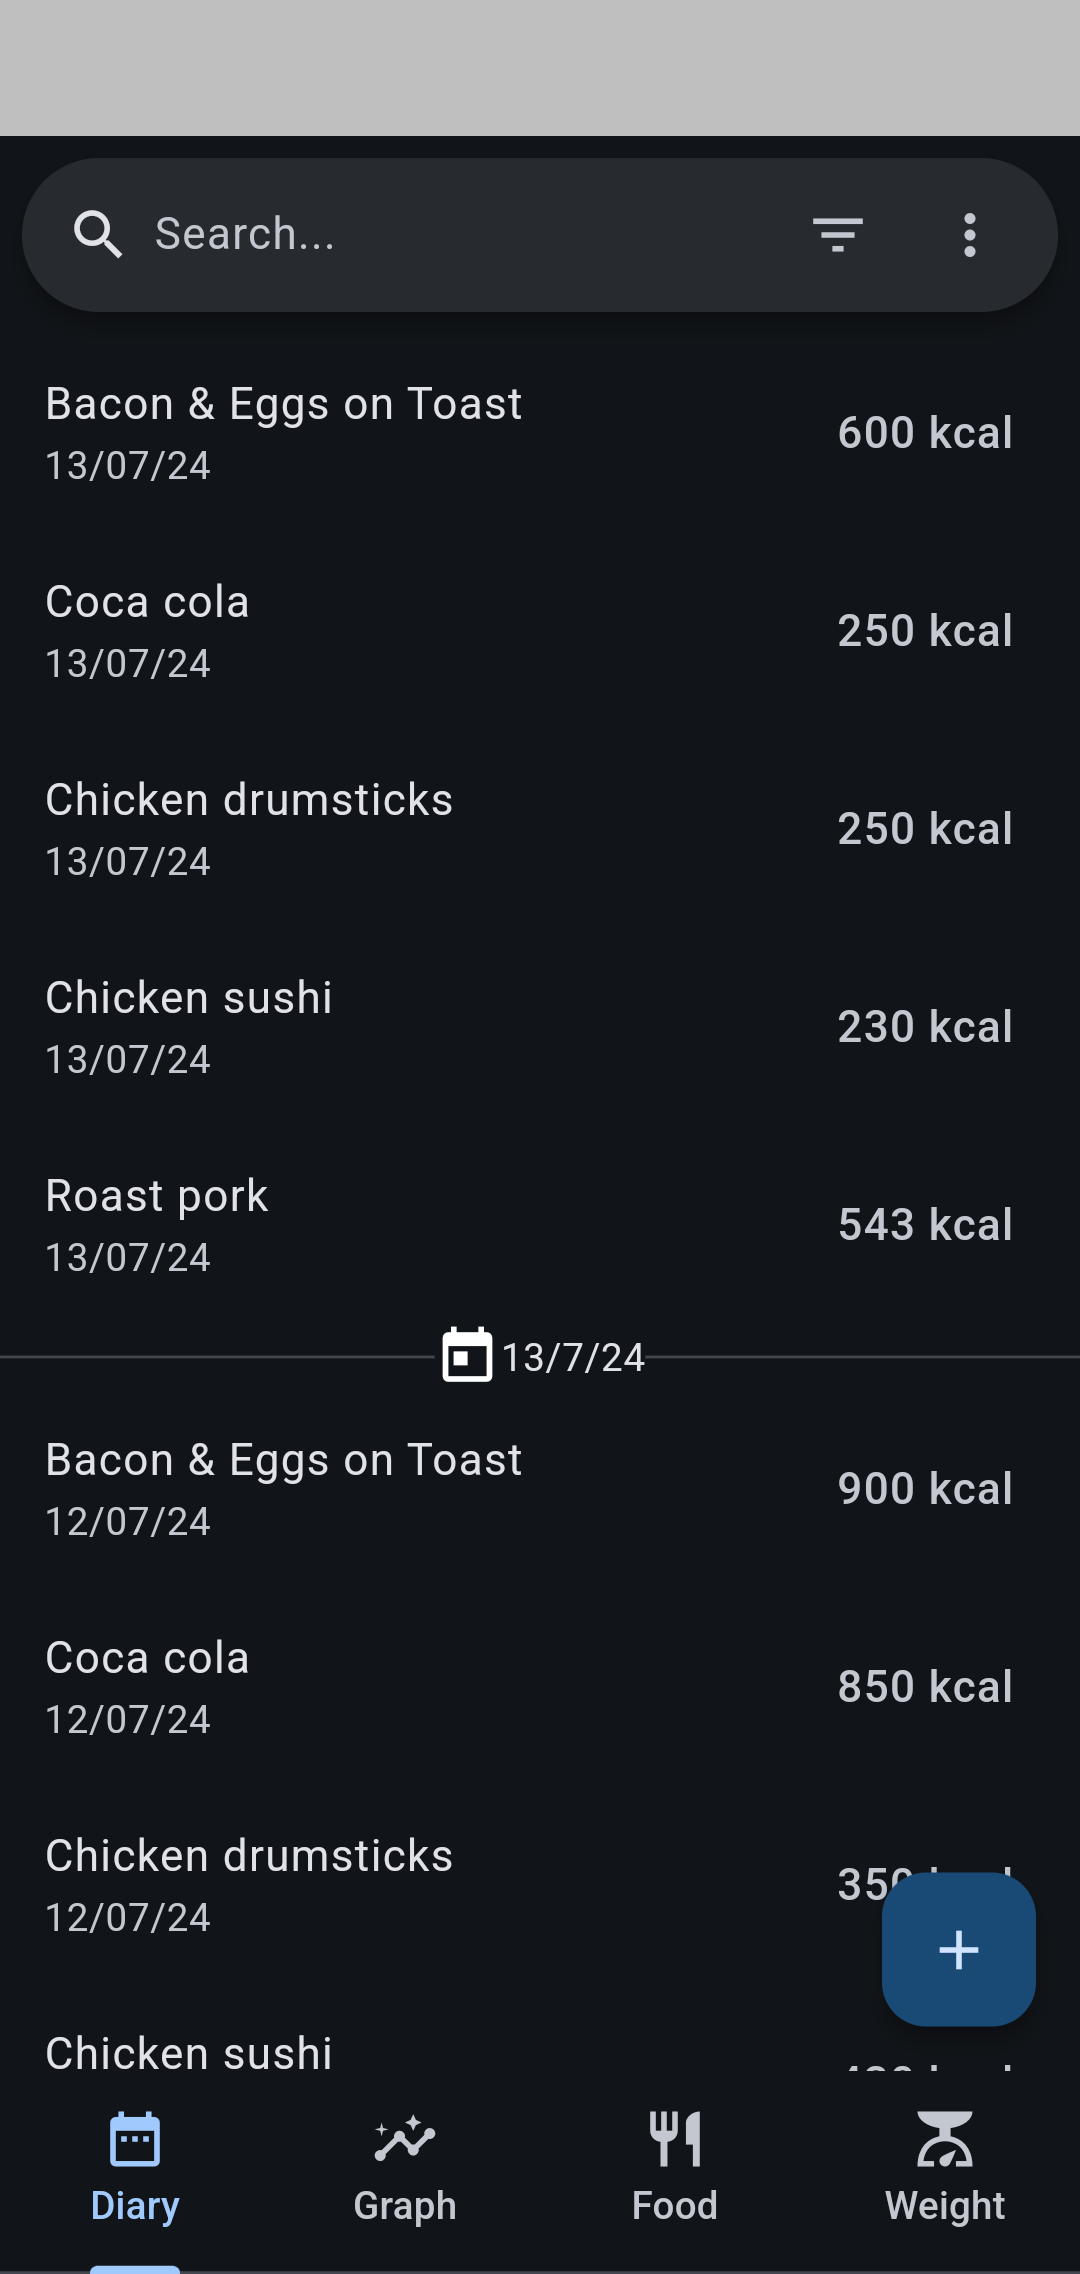 Search...
Bacon & Eggs on Toast
600 kcal
13/07/24
Coca cola
250 kcal
13/07/24
Chicken drumsticks
250 kcal
13/07/24
Chicken sushi
230 kcal
13/07/24
Roast pork
543 kcal
13/07/24
13/7/24
Bacon & Eggs on Toast
900 kcal
12/07/24
Coca cola
850 kcal
12/07/24
Chicken drumsticks
12/07/24
Chicken sushi
Diary
Graph
Food
Weight